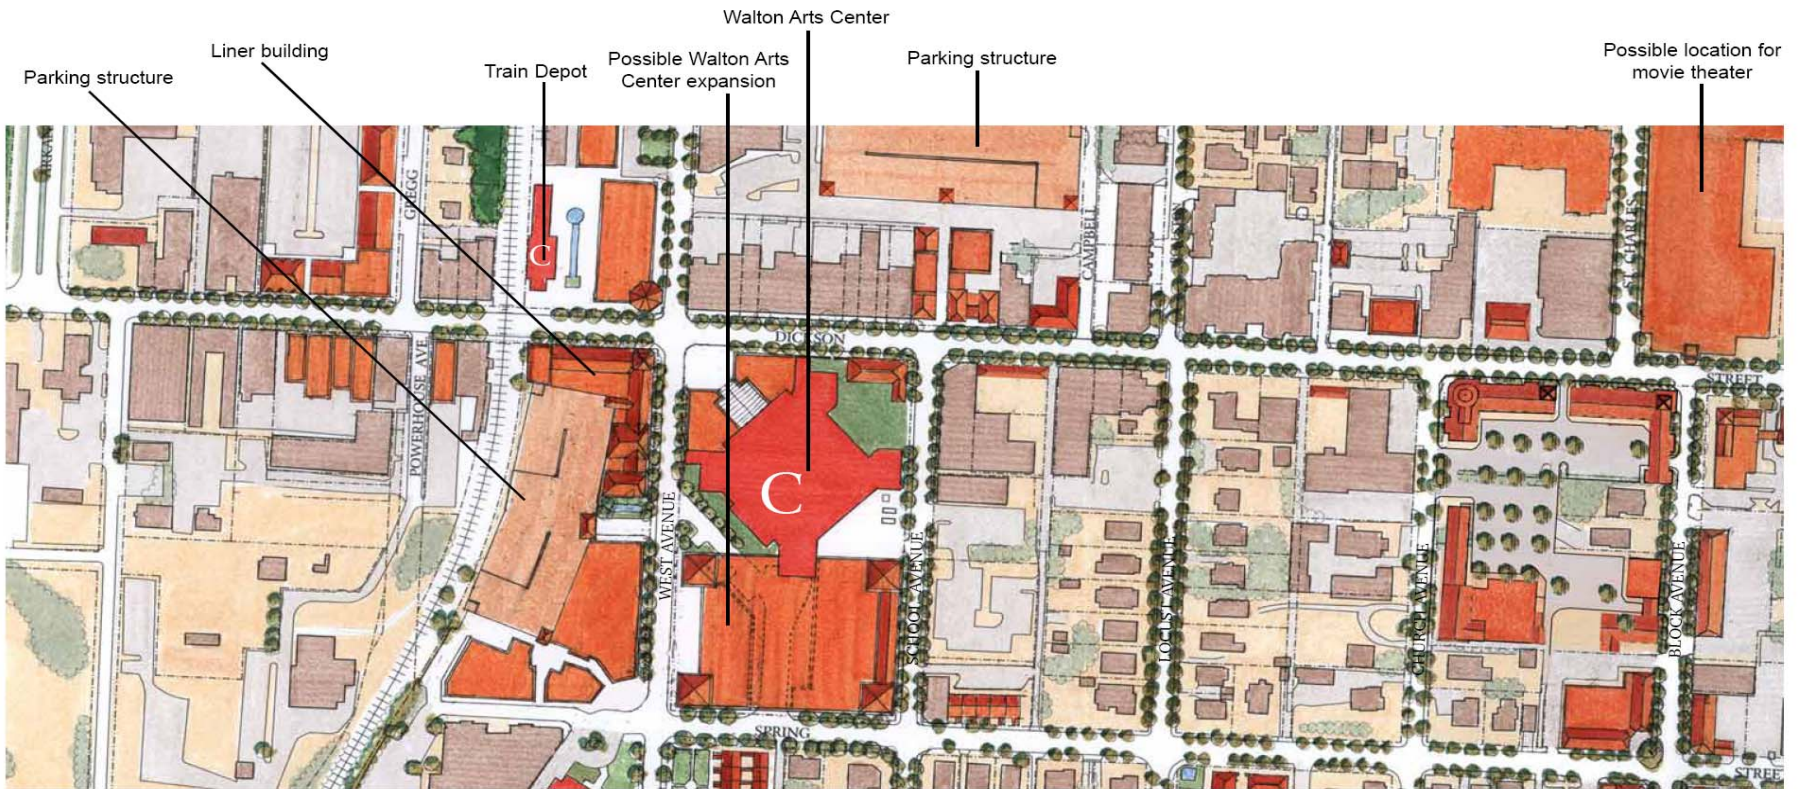 Walton Arts Center
Liner building
Possible Walton Arts
Center expansion
Parking structure
Possible location for
movie theater
Parking structure
Train Depot
GREGG
C
CAMPBELL
ST. CHARLES
DICKSON
STREET
POWERHOUSE AVE
C
WEST AVENUE
SCHOOL AVENUE
LOCUST AVENUE
CHURCH AVENUE
BLOCK AVENUE
SPRING
STREE